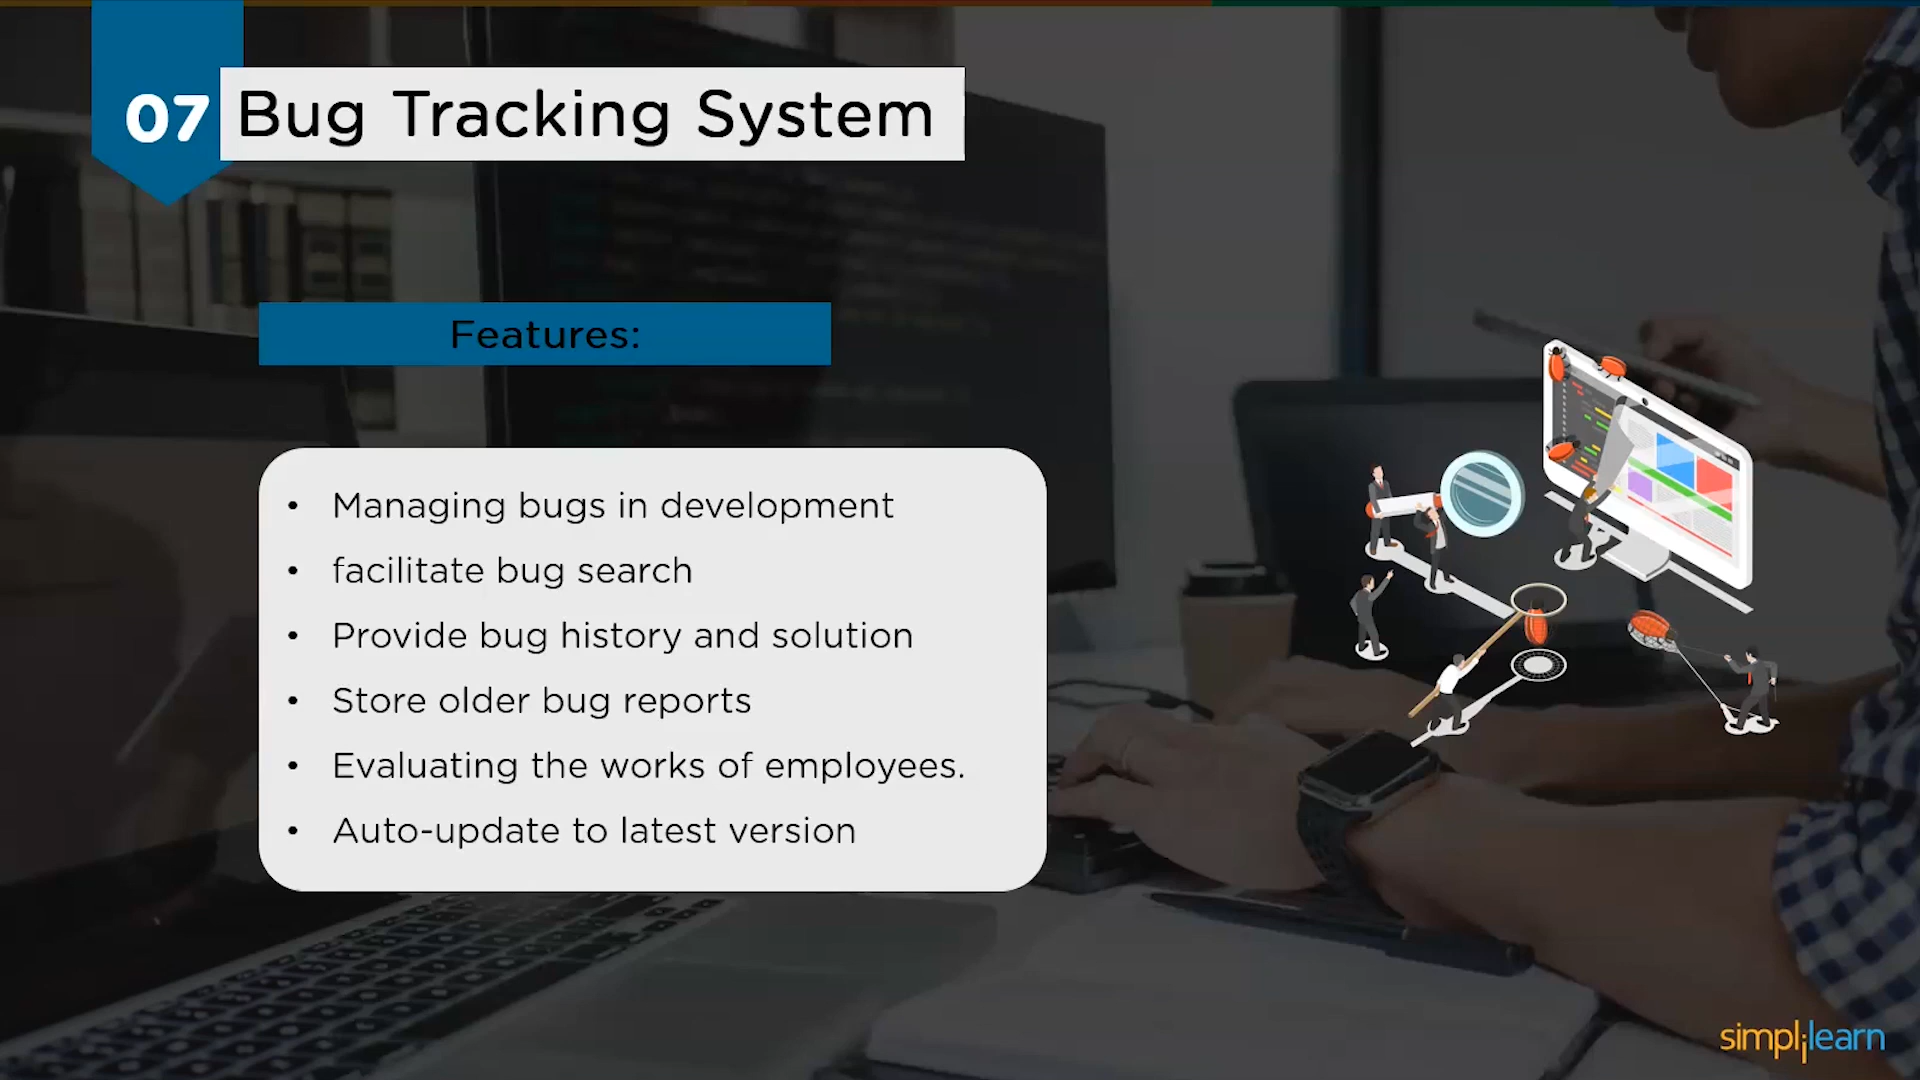 07 Bug Tracking System
Features:
• Managing bugs in development
• facilitate bug search
• Provide bug history and solution
• Store older bug reports
• Evaluating the works of employees.
• Auto-update to latest version
simplilearn